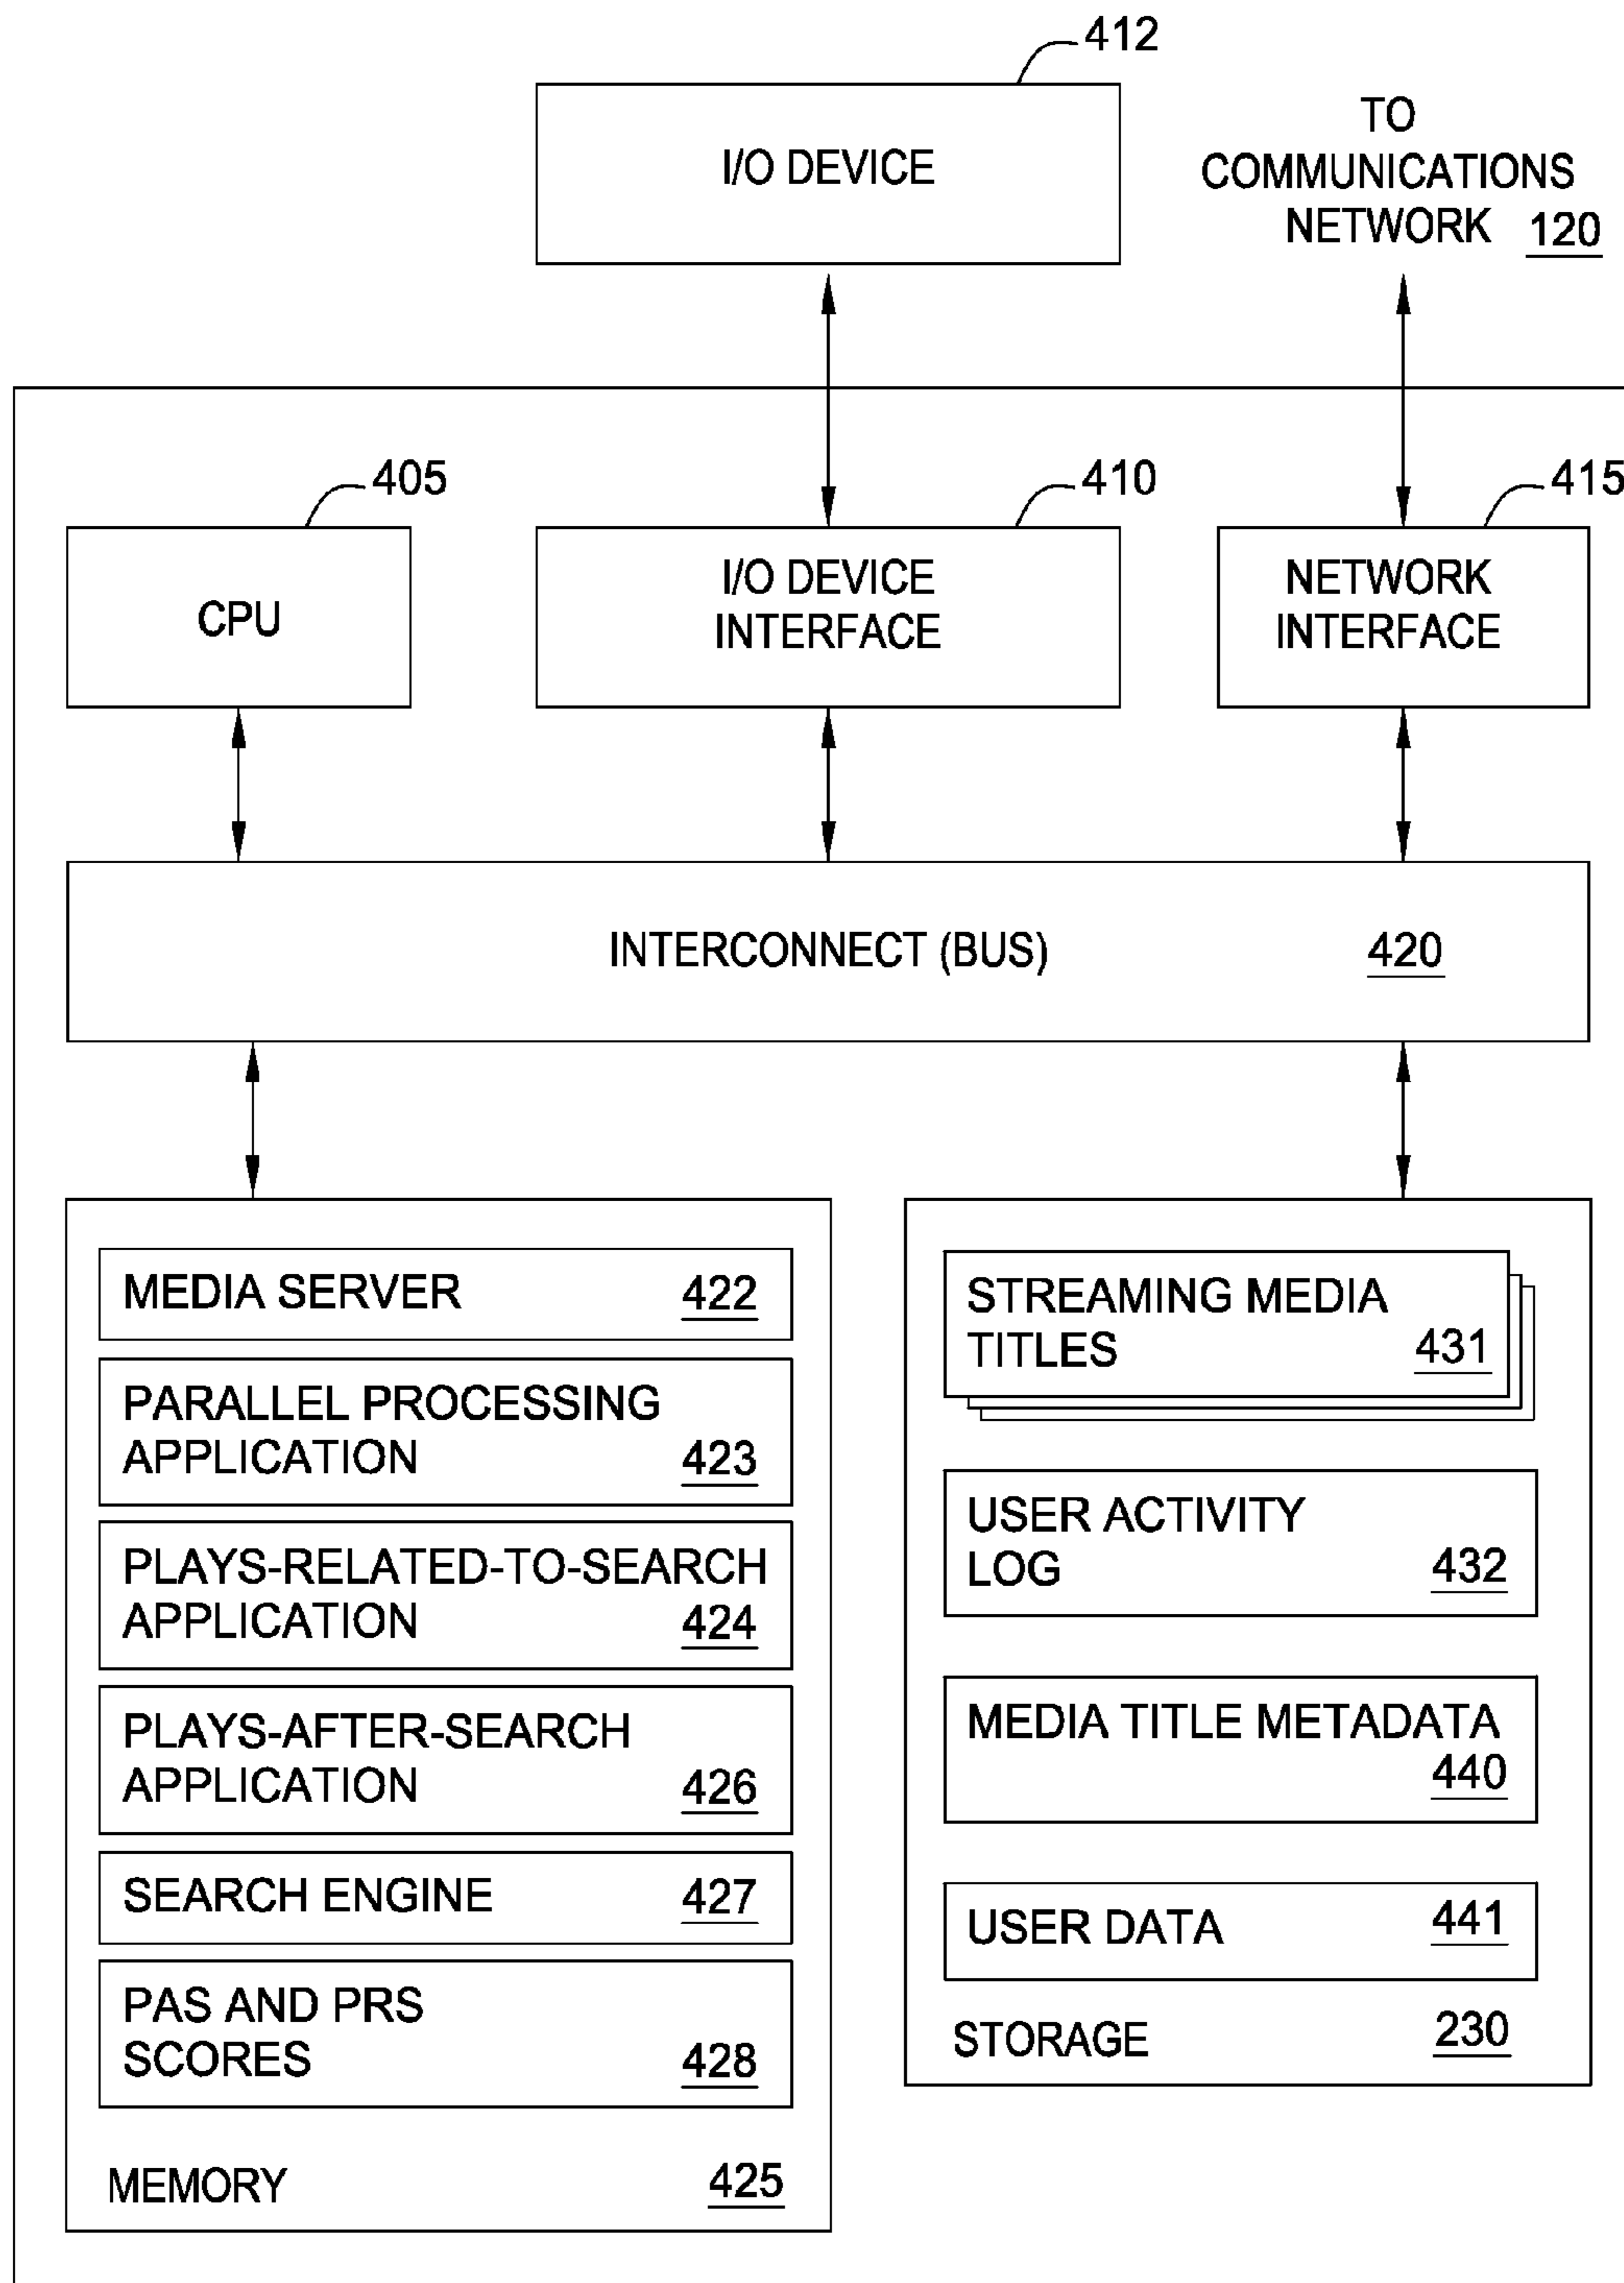 412
I/O DEVICE
TO
COMMUNICATIONS
NETWORK 120
405
410
415
CPU
I/O DEVICE
INTERFACE
NETWORK
INTERFACE
INTERCONNECT (BUS) 420
MEDIA SERVER 422
PARALLEL PROCESSING
APPLICATION 423
PLAYS-RELATED-TO-SEARCH
APPLICATION 424
PLAYS-AFTER-SEARCH
APPLICATION 426
SEARCH ENGINE 427
PAS AND PRS
SCORES 428
MEMORY 425
STREAMING MEDIA
TITLES 431
USER ACTIVITY
LOG 432
MEDIA TITLE METADATA
440
USER DATA 441
STORAGE 230